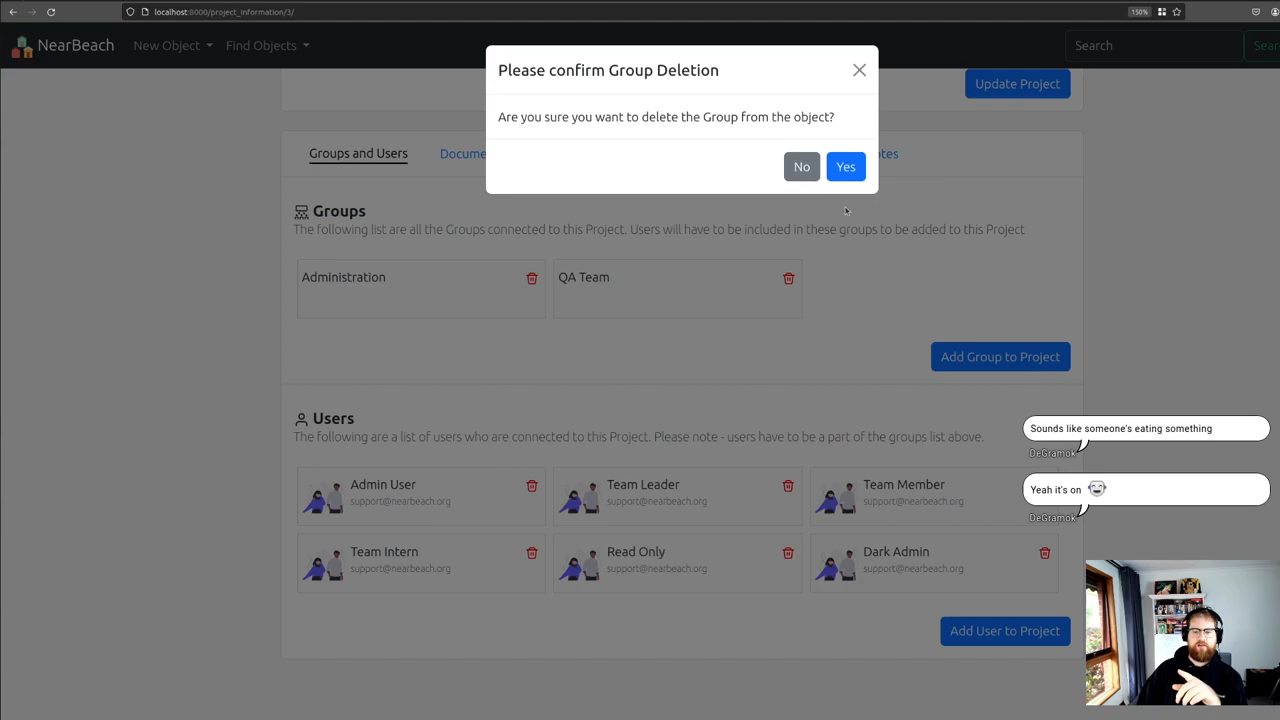 localhost:8000/project_information/3/
150%
NearBeach
New Object
Find Objects
Search
Sear
Please confirm Group Deletion
Update Project
Are you sure you want to delete the Group from the object?
No
Yes
Groups and Users
Docume
otes
Groups
The following list are all the Groups connected to this Project. Users will have to be included in these groups to be added to this Project
Administration
QA Team
Add Group to Project
Users
The following are a list of users who are connected to this Project. Please note - users have to be a part of the groups list above.
Admin User
support@nearbeach.org
Team Leader
support@nearbeach.org
Team Member
support@nearbeach.org
Team Intern
support@nearbeach.org
Read Only
support@nearbeach.org
Dark Admin
support@nearbeach.org
Add User to Project
Sounds like someone's eating something
DeGramok
Yeah it's on
DeGramok